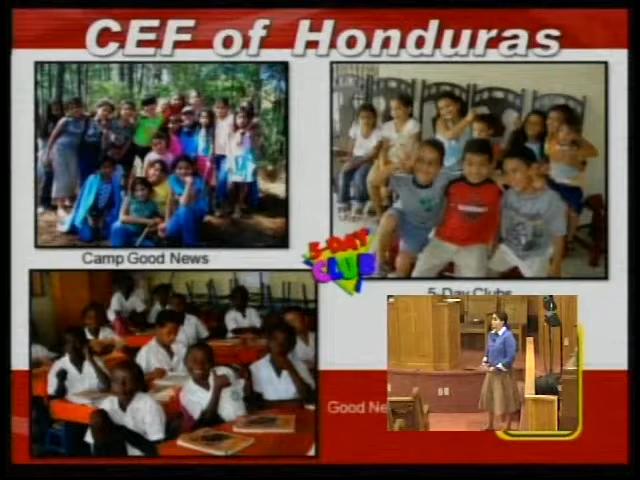 CEF of Honduras
Camp Good News
5-DAY
CLUB
5-Day Clubs
Good Ne